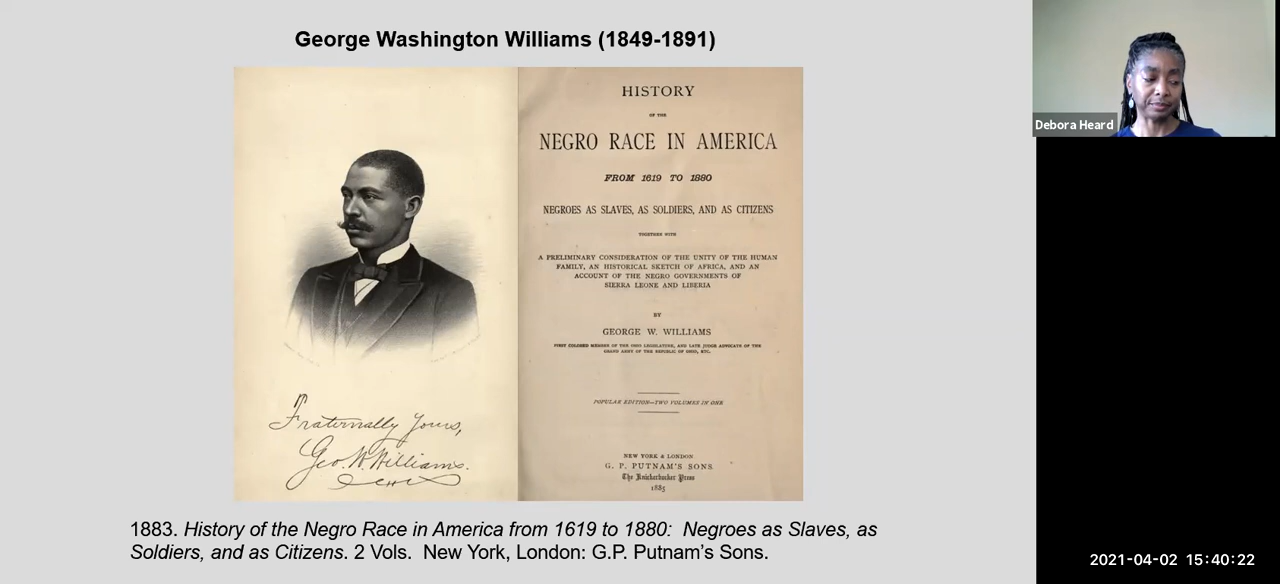 George Washington Williams (1849-1891)
HISTORY
OF THE
NEGRO RACE IN AMERICA
FROM 1619 TO 1880
NEGROES AS SLAVES, AS SOLDIERS, AND AS CITIZENS
TOGETHER WITH
A PRELIMINARY CONSIDERATION OF THE UNITY OF THE HUMAN
FAMILY, AN HISTORICAL SKETCH OF AFRICA, AND AN
ACCOUNT OF THE NEGRO GOVERNMENTS OF
SIERRA LEONE AND LIBERIA
BY
GEORGE W. WILLIAMS
FIRST COLORED MEMBER OF THE OHIO LEGISLATURE, AND LATE JUDGE ADVOCATE OF THE
GRAND ARMY OF THE REPUBLIC OF OHIO, ETC.
POPULAR EDITION—TWO VOLUMES IN ONE
NEW YORK & LONDON
G. P. PUTNAM'S SONS
The Knickerbocker Press
1885
Fraternally Yours,
Geo. W. Williams.
1883. History of the Negro Race in America from 1619 to 1880:  Negroes as Slaves, as
Soldiers, and as Citizens. 2 Vols.  New York, London: G.P. Putnam's Sons.
Debora Heard
2021-04-02 15:40:22